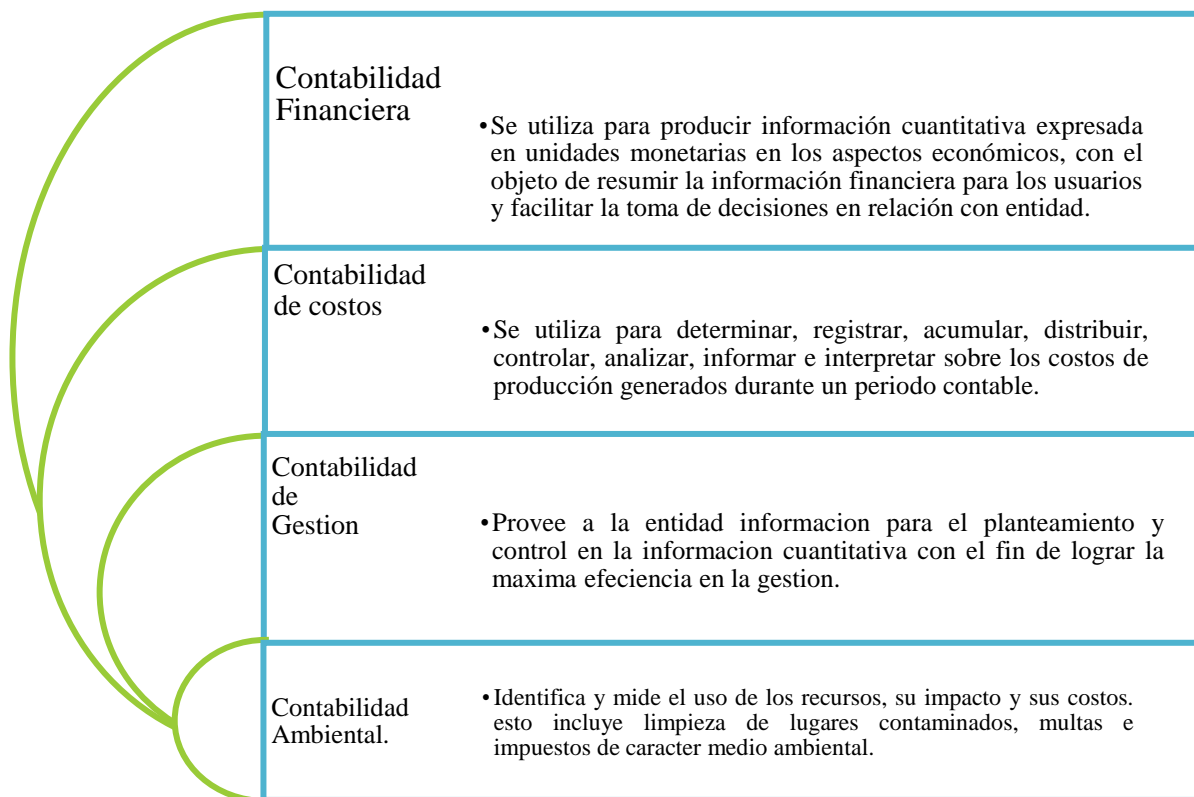 Contabilidad
Financiera
•Se utiliza para producir información cuantitativa expresada
en unidades monetarias en los aspectos económicos, con el
objeto de resumir la información financiera para los usuarios
y facilitar la toma de decisiones en relación con entidad.
Contabilidad
de costos
•Se utiliza para determinar, registrar, acumular, distribuir,
controlar, analizar, informar e interpretar sobre los costos de
producción generados durante un periodo contable.
Contabilidad
de
Gestion
•Provee a la entidad informacion para el planteamiento y
control en la informacion cuantitativa con el fin de lograr la
maxima efeciencia en la gestion.
Contabilidad
Ambiental.
•Identifica y mide el uso de los recursos, su impacto y sus costos.
esto incluye limpieza de lugares contaminados, multas e
impuestos de caracter medio ambiental.